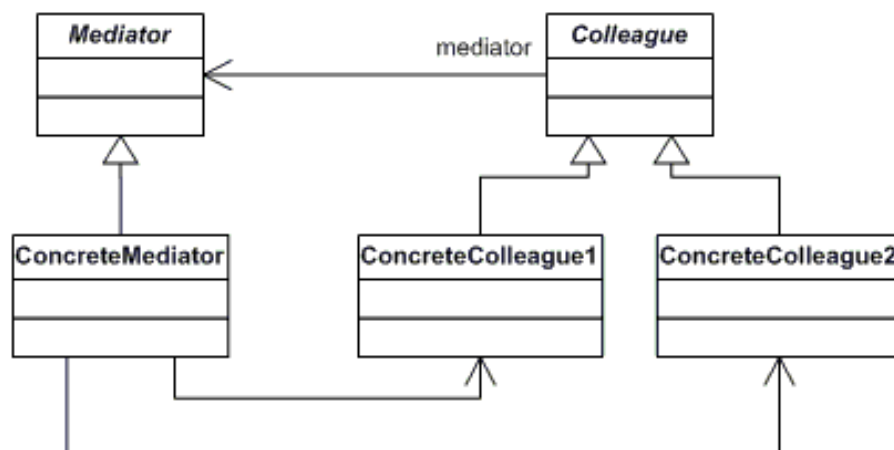 Mediator
mediator
Colleague
ConcreteMediator
ConcreteColleague1
ConcreteColleague2